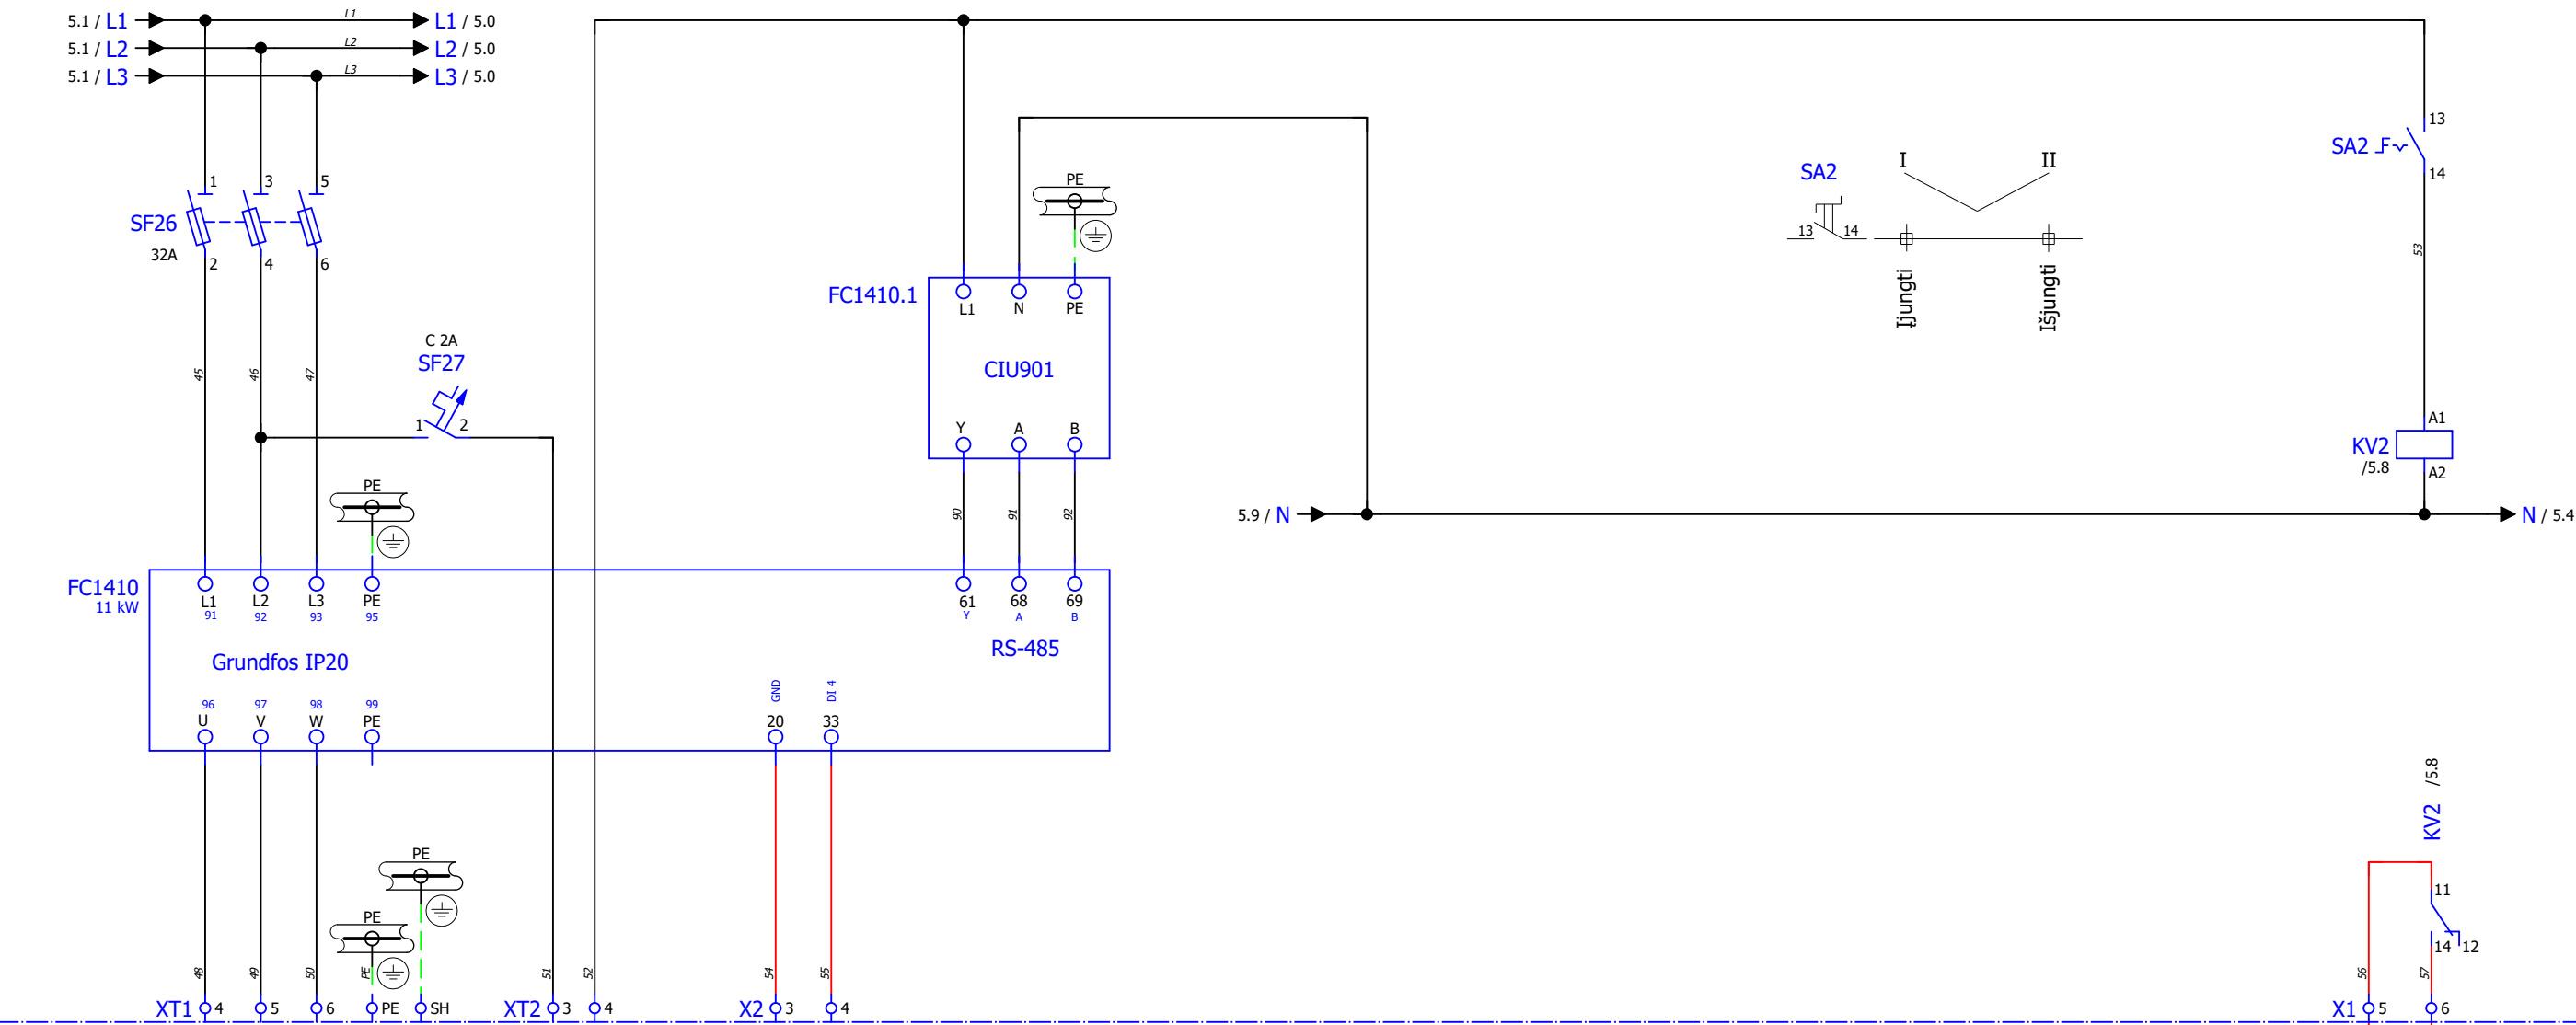 5.1 / L1 L1 L1 / 5.0
5.1 / L2 L2 L2 / 5.0
5.1 / L3 L3 L3 / 5.0
13
SA2
14
I II
SA2
13 14
Įjungti
Išjungti
PE
1 3 5
SF26
32A
2 4 6
FC1410.1
L1 N PE
CIU901
Y A B
53
C 2A
SF27
1 2
45 46 47
A1
KV2
/5.8
A2
PE
90 91 92
5.9 / N N / 5.4
FC1410
11 kW
L1 L2 L3 PE
91 92 93 95
61 68 69
Y A B
Grundfos IP20
RS-485
GND DI 4
96 97 98 99
U V W PE
20 33
KV2 /5.8
PE
PE
11
14 12
48 49 50 PE 51 52 54 55 56 57
XT1 4 5 6 PE SH
XT2 3 4
X2 3 4
X1 5 6